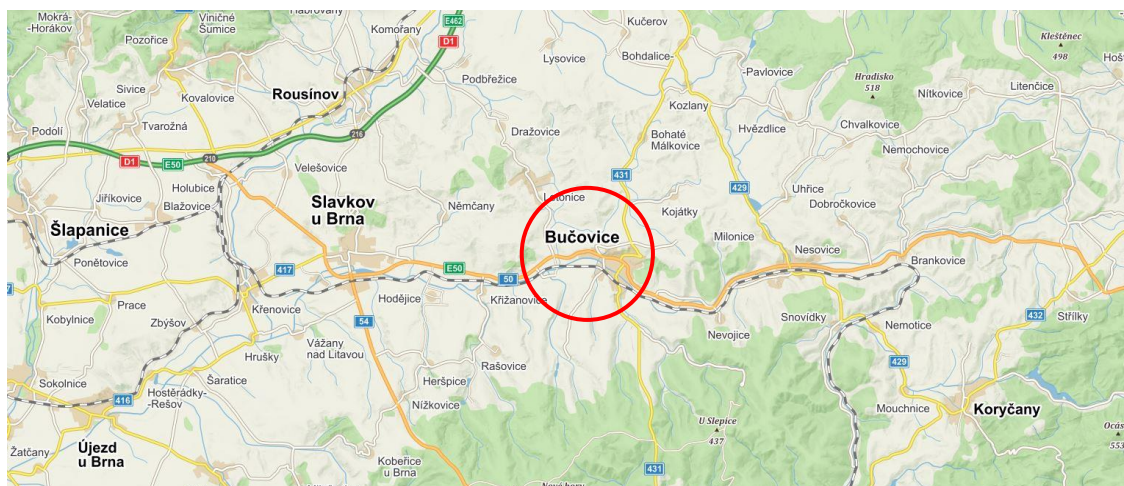 Mokrá-
-Horákov
Viničné
Šumice
Habrovany
E462
Pozořice
Komořany
D1
Kučerov
Bohdalice-
-Pavlovice
Lysovice
Podbřežice
Kleštěnec
498
Hradisko
518
Sivice
Velatice
Kovalovice
Rousínov
Kozlany
Nítkovice
Litenčice
Podolí
Tvarožná
216
Dražovice
Bohaté
Málkovice
Hvězdlice
Chvalkovice
D1
E50
210
Velešovice
431
429
Nemochovice
Holubice
Jiříkovice
Blažovice
Letonice
Uhřice
Slavkov
u Brna
Němčany
Kojátky
Dobročkovice
Šlapanice
Bučovice
Milonice
Nesovice
Ponětovice
417
E50
50
Brankovice
Prace
Hodějice
Křižanovice
Křenovice
Kobylnice
Zbýšov
54
Snovídky
432
Střílky
Nevojice
Nemotice
Vážany
nad Litavou
Hrušky
Rašovice
429
Sokolnice
Šaratice
Heršpice
Hostěrádky-
-Rešov
416
Nížkovice
Mouchnice
Koryčany
U Slepice
437
Újezd
u Brna
Žatčany
Kobeřice
u Brna
431
553